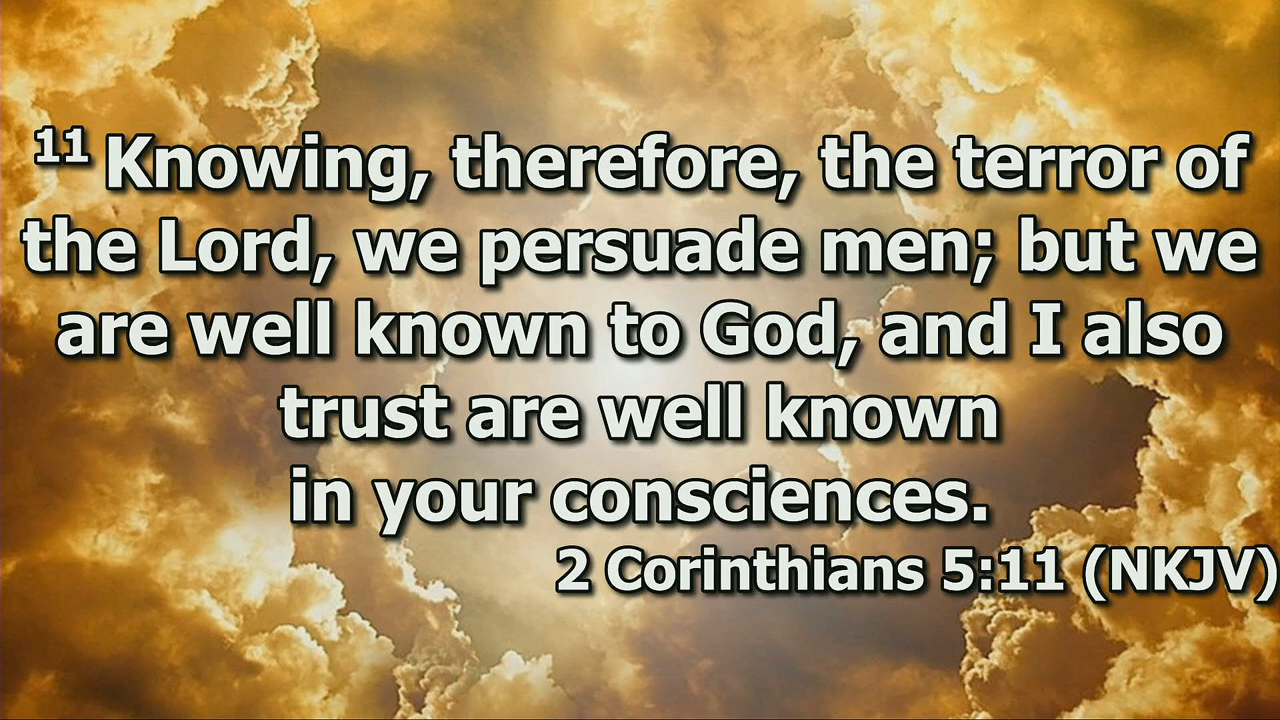 11 Knowing, therefore, the terror of
the Lord, we persuade men; but we
are well known to God, and I also
trust are well known
in your consciences.
2 Corinthians 5:11 (NKJV)